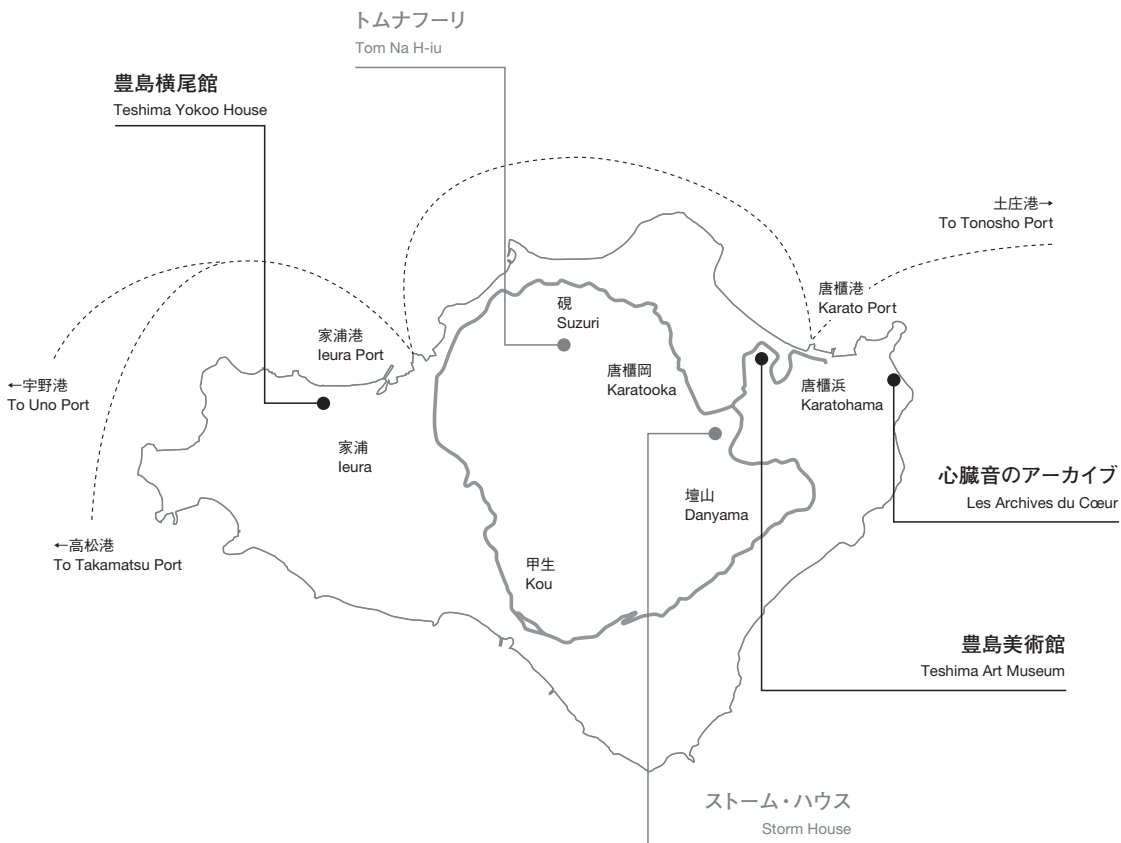 トムナフーリ
Tom Na H-iu
豊島横尾館
Teshima Yokoo House
土庄港→
To Tonosho Port
唐櫃港
Karato Port
硯
Suzuri
家浦港
Ieura Port
唐櫃岡
Karatooka
唐櫃浜
Karatohama
←宇野港
To Uno Port
家浦
Ieura
心臓音のアーカイブ
Les Archives du Cœur
壇山
Danyama
←高松港
To Takamatsu Port
甲生
Kou
豊島美術館
Teshima Art Museum
ストーム・ハウス
Storm House